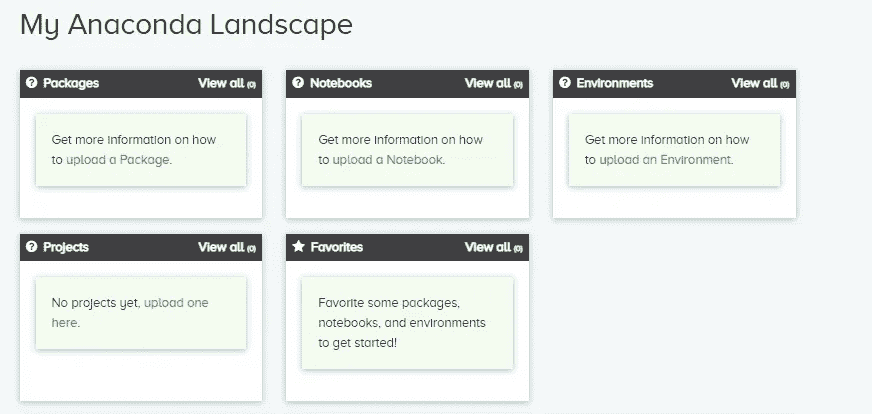 My Anaconda Landscape
Packages View all (0)
Get more information on how
to upload a Package.
Notebooks View all (0)
Get more information on how
to upload a Notebook.
Environments View all (0)
Get more information on how
to upload an Environment.
Projects View all (0)
No projects yet, upload one
here.
Favorites View all (0)
Favorite some packages,
notebooks, and environments
to get started!